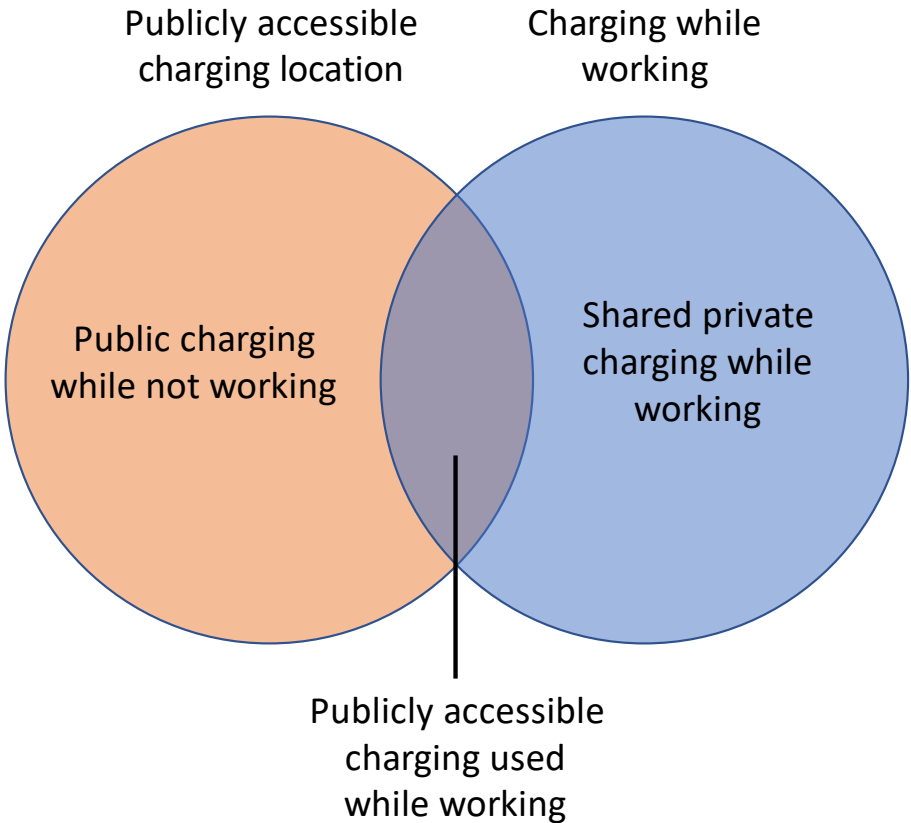 Publicly accessible
charging location
Charging while
working
Public charging
while not working
Shared private
charging while
working
Publicly accessible
charging used
while working